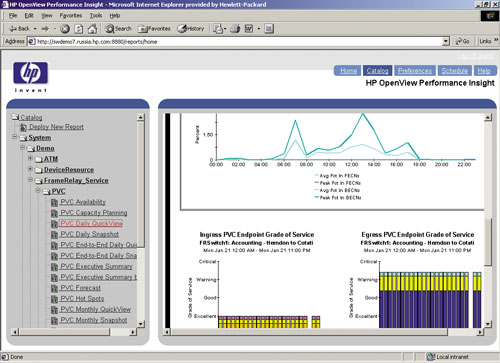 HP OpenView Performance Insight - Microsoft Internet Explorer provided by Hewlett-Packard
File Edit View Favorites Tools Help
Back Search Favorites History
Address http://swdemo7.russia.hp.com:8880/reports/home Go Links »
Log off guest
hp
invent
Home Catalog Preferences Schedule Help
HP OpenView Performance Insight
Catalog
Deploy New Report
System
Demo
ATM
DeviceResource
FrameRelay_Service
PVC
PVC Availability
PVC Capacity Planning
PVC Daily QuickView
PVC Daily Snapshot
PVC End-to-End Daily Quic
PVC End-to-End Daily Sna
PVC Executive Summary
PVC Executive Summary b
PVC Forecast
PVC Hot Spots
PVC Monthly QuickView
PVC Monthly Snapshot
Percent
1.50
0
00:00 02:00 04:00 06:00 08:00 10:00 12:00 14:00 16:00 18:00 20:00 22:00
Avg Pct In FECNs
Peak Pct In FECNs
Avg Pct In BECNs
Peak Pct In BECNs
Ingress PVC Endpoint Grade of Service
FRSwitch1: Accounting - Herndon to Cotati
Mon Jan 21 12:00 AM - Mon Jan 21 11:00 PM
Grade of Service
Critical
Warning
Good
Excellent
Egress PVC Endpoint Grade of Service
FRSwitch1: Accounting - Herndon to Cotati
Mon Jan 21 12:00 AM - Mon Jan 21 11:00 PM
Grade of Service
Critical
Warning
Good
Excellent
Done
Local intranet